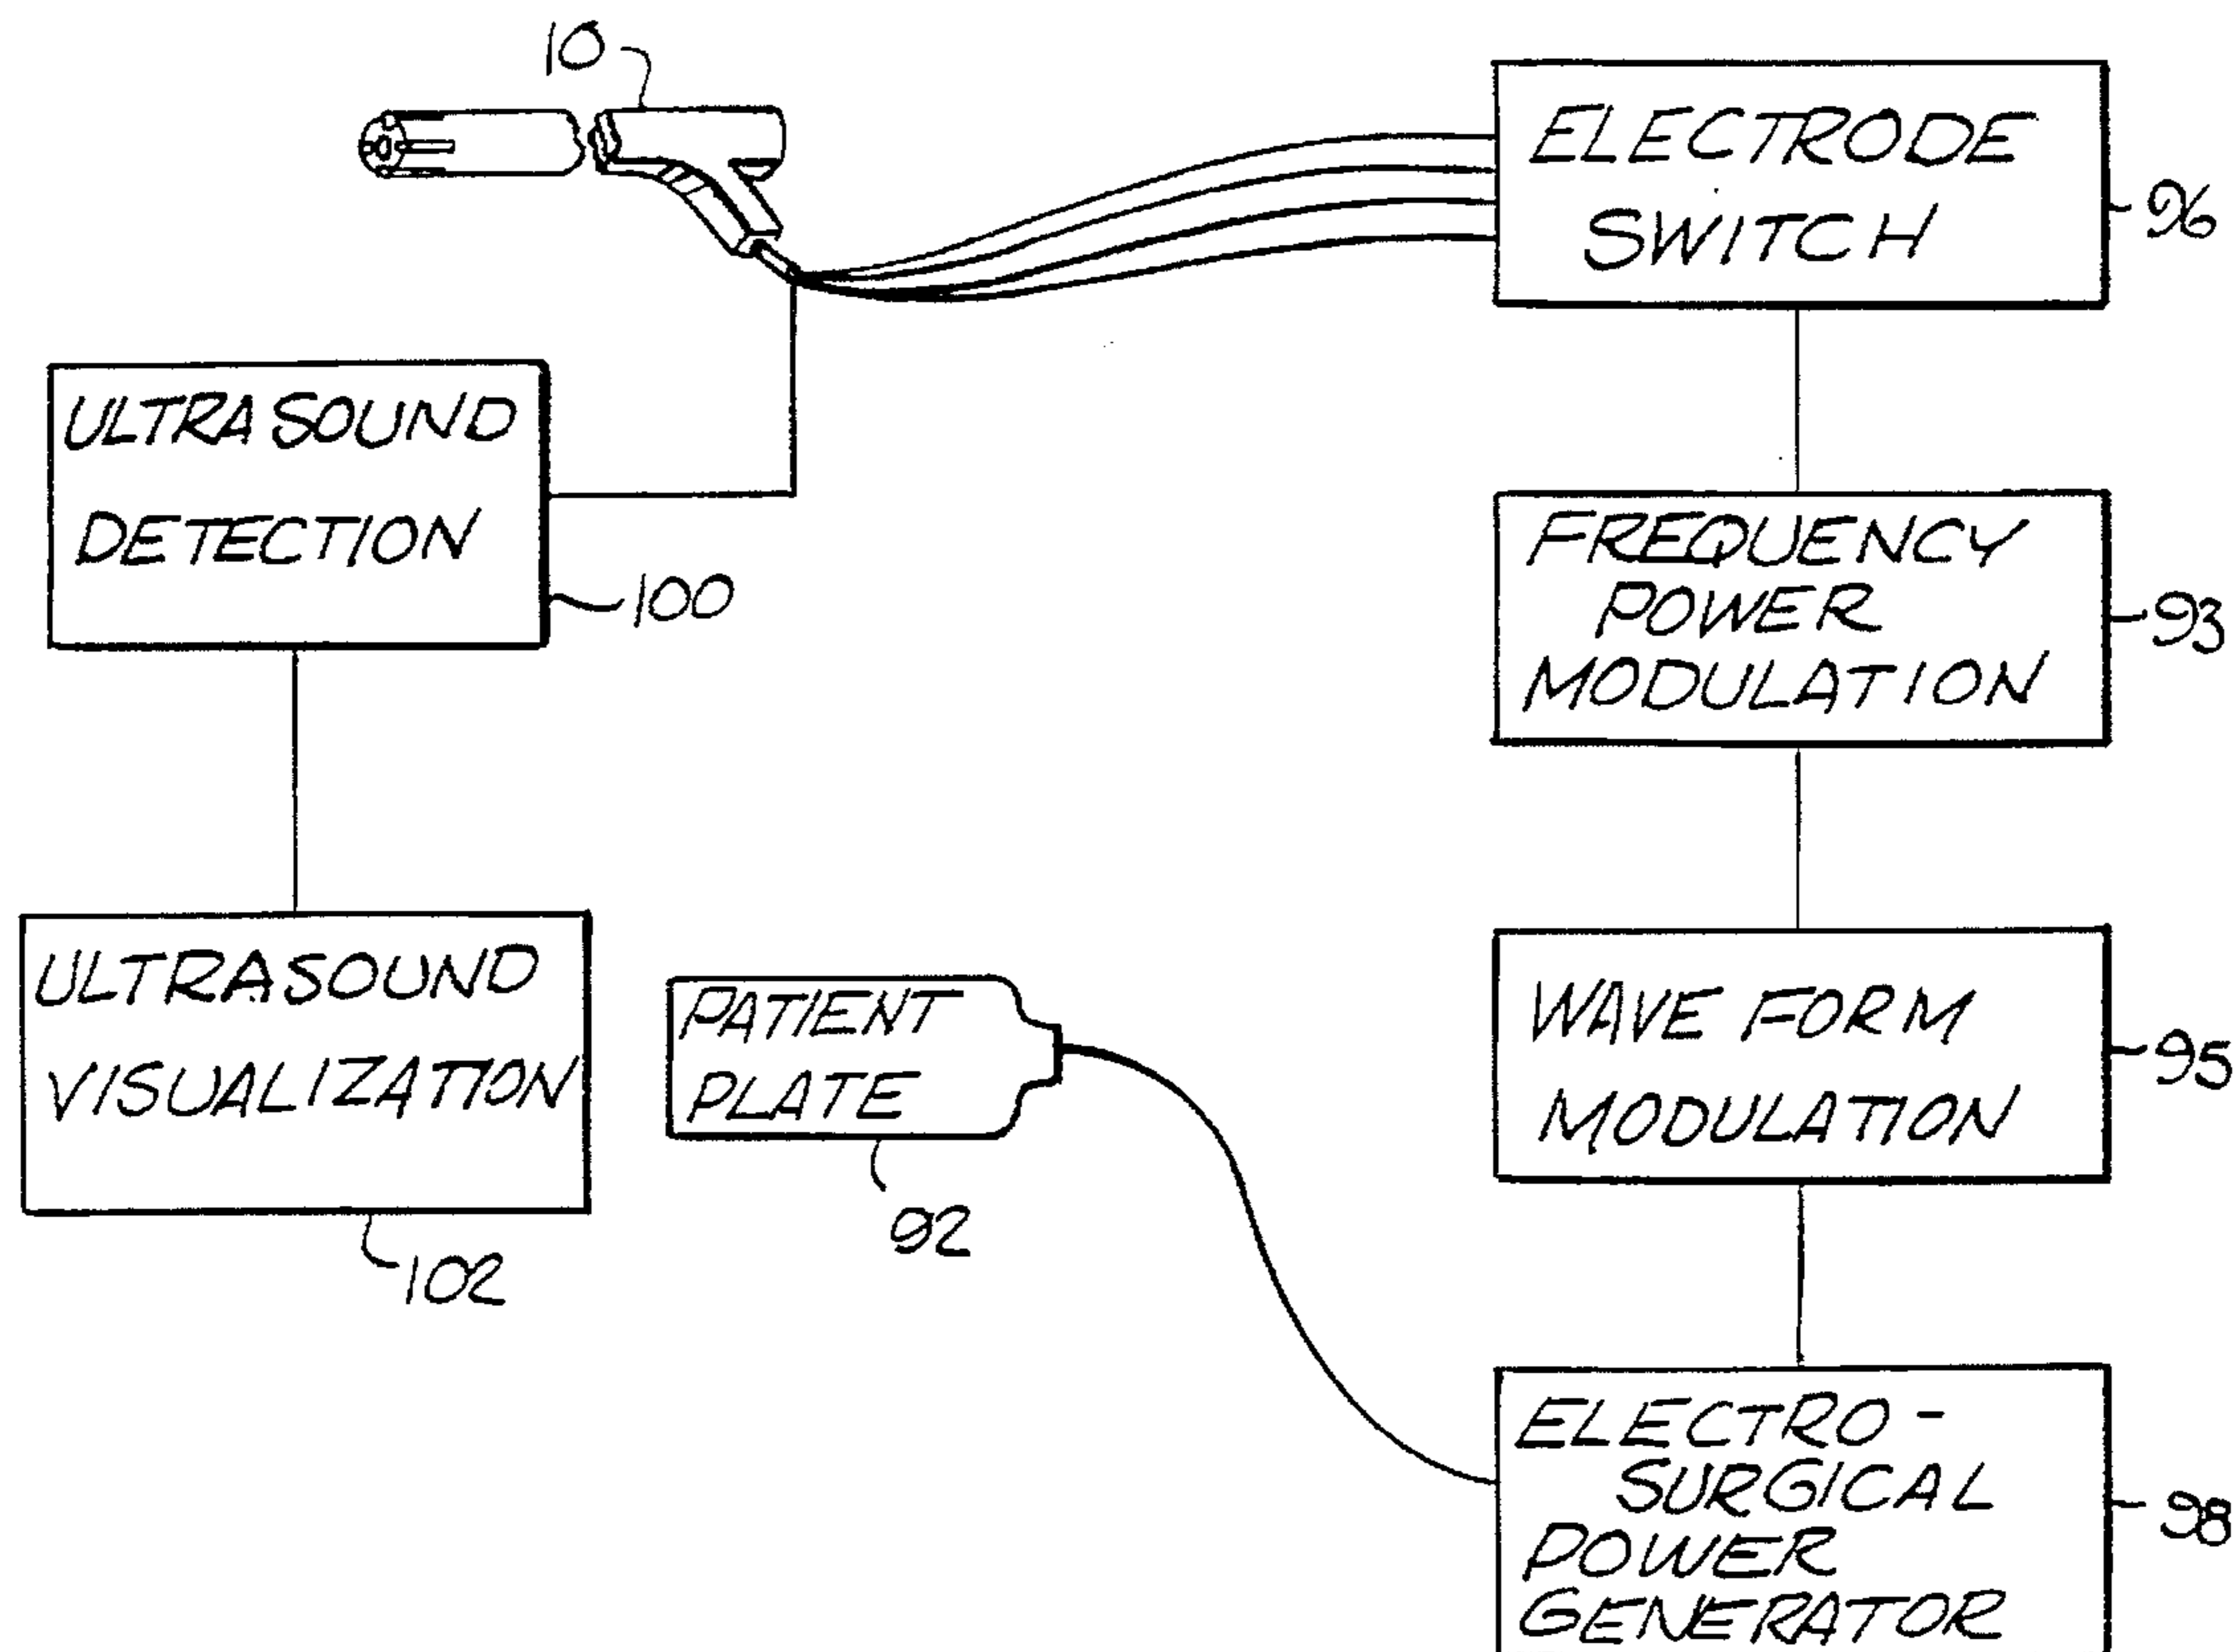 10
ELECTRODE
SWITCH
96
ULTRASOUND
DETECTION
100
FREQUENCY
POWER
MODULATION
93
ULTRASOUND
VISUALIZATION
102
PATIENT
PLATE
92
WAVE FORM
MODULATION
95
ELECTRO-
SURGICAL
POWER
GENERATOR
98